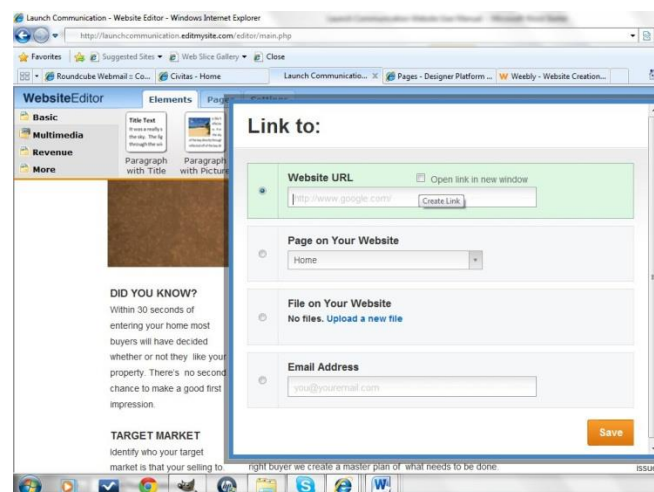 Launch Communication - Website Editor - Windows Internet Explorer
http://launchcommunication.editmysite.com/editor/main.php
Favorites Suggested Sites Web Slice Gallery Close
Roundcube Webmail :: Co... Civitas - Home Launch Communicatio... X Pages - Designer Platform ... Weebly - Website Creation...
WebsiteEditor Elements Pages Settings
Basic
Multimedia
Revenue
More
Title Text
Paragraph with Title
Paragraph with Picture
Link to:
Website URL Open link in new window
http://www.google.com/ Create Link
Page on Your Website
Home
File on Your Website
No files. Upload a new file
Email Address
you@youremail.com
Save
DID YOU KNOW?
Within 30 seconds of
entering your home most
buyers will have decided
whether or not they like your
property. There's no second
chance to make a good first
impression.
TARGET MARKET
Identify who your target
market is that your selling to.
right buyer we create a master plan of what needs to be done.
issue